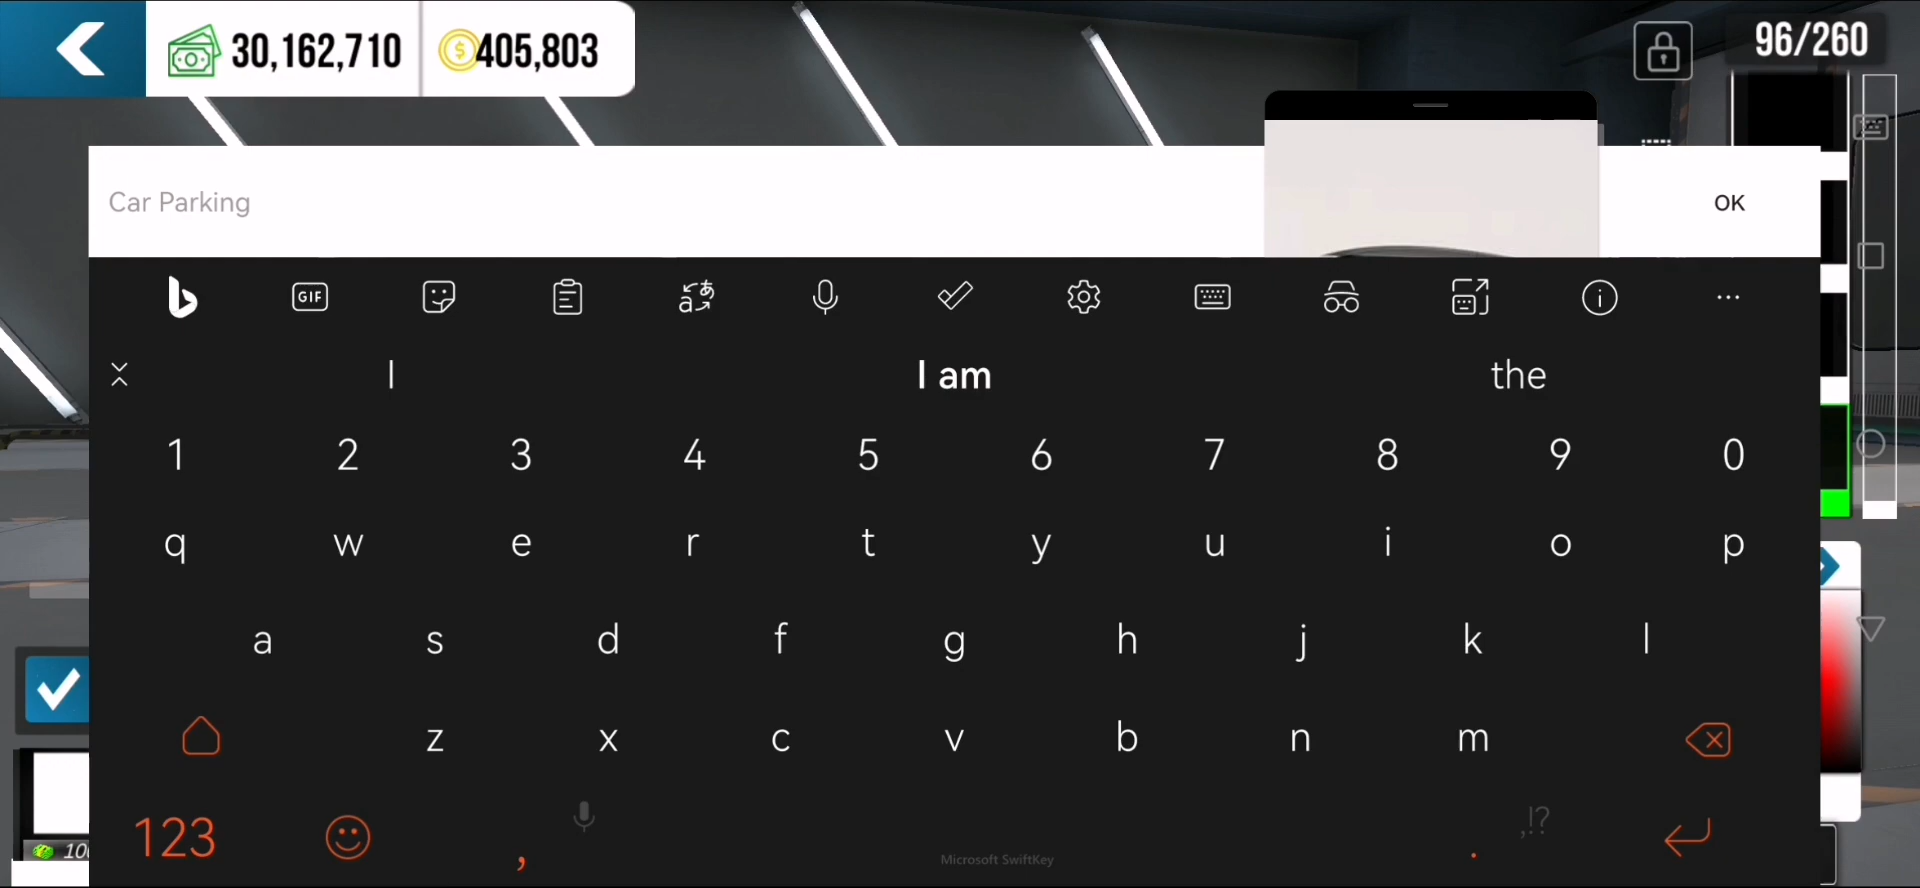 30,162,710 405,803 96/260
Car Parking OK
GIF
I I am the
1 2 3 4 5 6 7 8 9 0
q w e r t y u i o p
a s d f g h j k l
z x c v b n m
123 , ,!? .
Microsoft SwiftKey